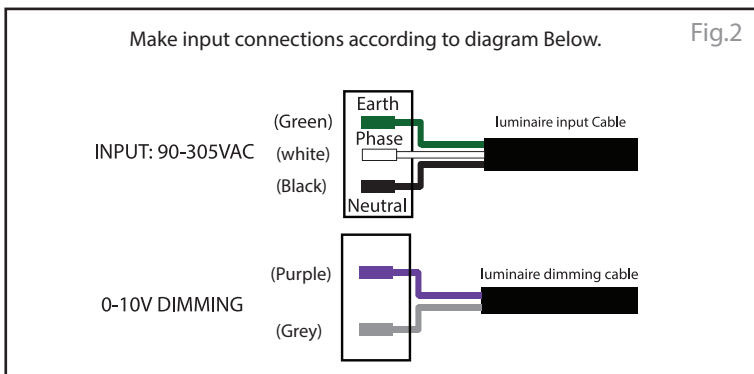 Fig.2
Make input connections according to diagram Below.
Earth
(Green)
luminaire input Cable
Phase
INPUT: 90-305VAC
(white)
(Black)
Neutral
(Purple)
luminaire dimming cable
0-10V DIMMING
(Grey)